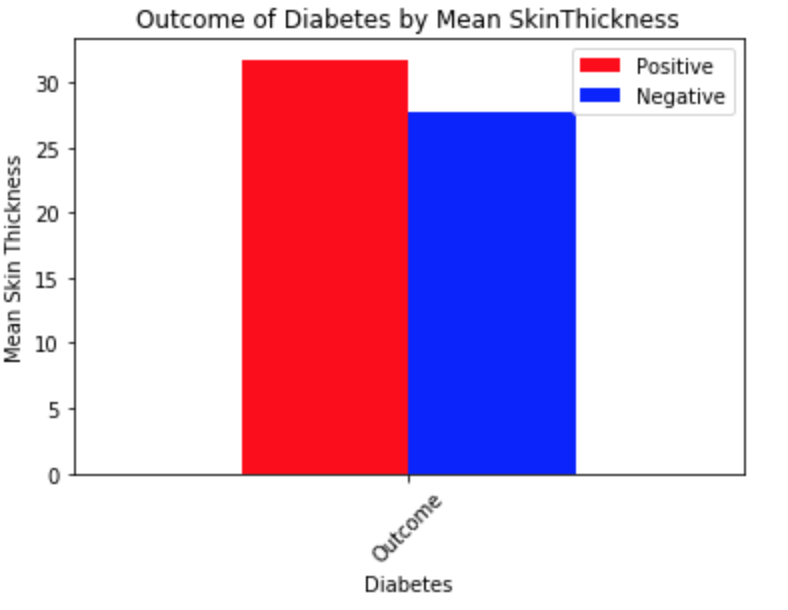 Outcome of Diabetes by Mean SkinThickness
Positive
Negative
Mean Skin Thickness
30
25
20
15
10
5
0
Outcome
Diabetes